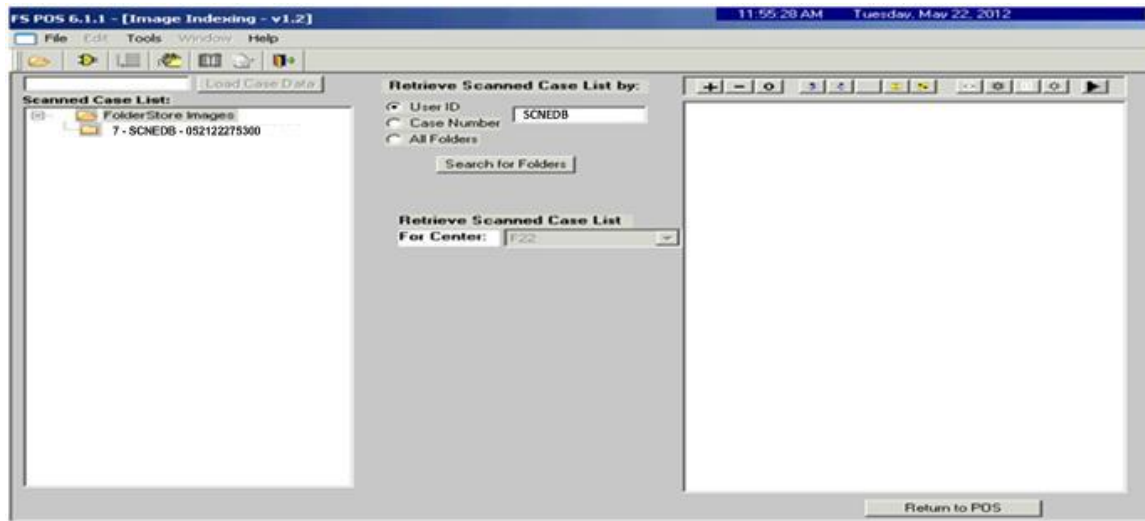 FS POS 6.1.1 - [Image Indexing - v1.2]
11:55:28 AM Tuesday, May 22, 2012
File Edit Tools Window Help
Load Case Data
Scanned Case List:
FolderStore Images
7 - SCNEDB - 052122275300
Retrieve Scanned Case List by:
User ID
SCNEDB
Case Number
All Folders
Search for Folders
Retrieve Scanned Case List
For Center: F22
Return to POS